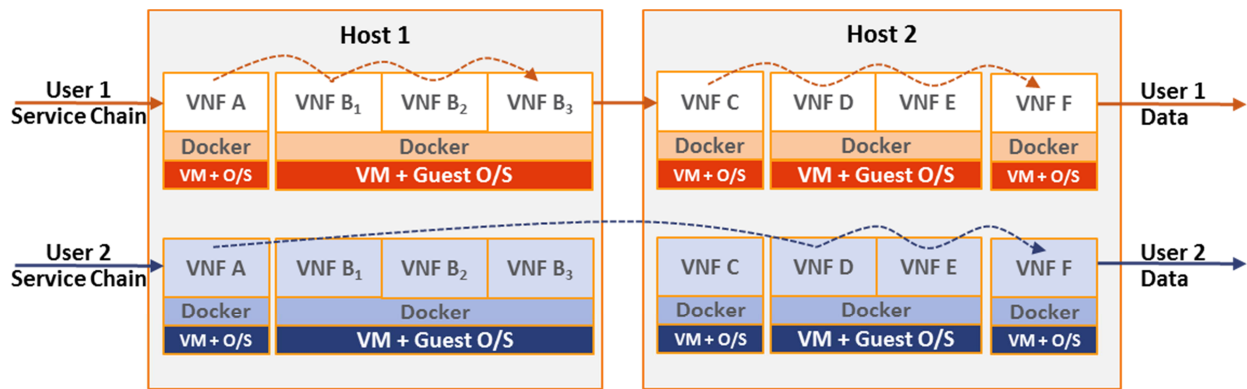 Host 1
Host 2
User 1
Service Chain
VNF A
VNF B₁
VNF B₂
VNF B₃
VNF C
VNF D
VNF E
VNF F
User 1
Data
Docker
Docker
Docker
Docker
Docker
VM + O/S
VM + Guest O/S
VM + O/S
VM + Guest O/S
VM + O/S
User 2
Service Chain
VNF A
VNF B₁
VNF B₂
VNF B₃
VNF C
VNF D
VNF E
VNF F
User 2
Data
Docker
Docker
Docker
Docker
Docker
VM + O/S
VM + Guest O/S
VM + O/S
VM + Guest O/S
VM + O/S